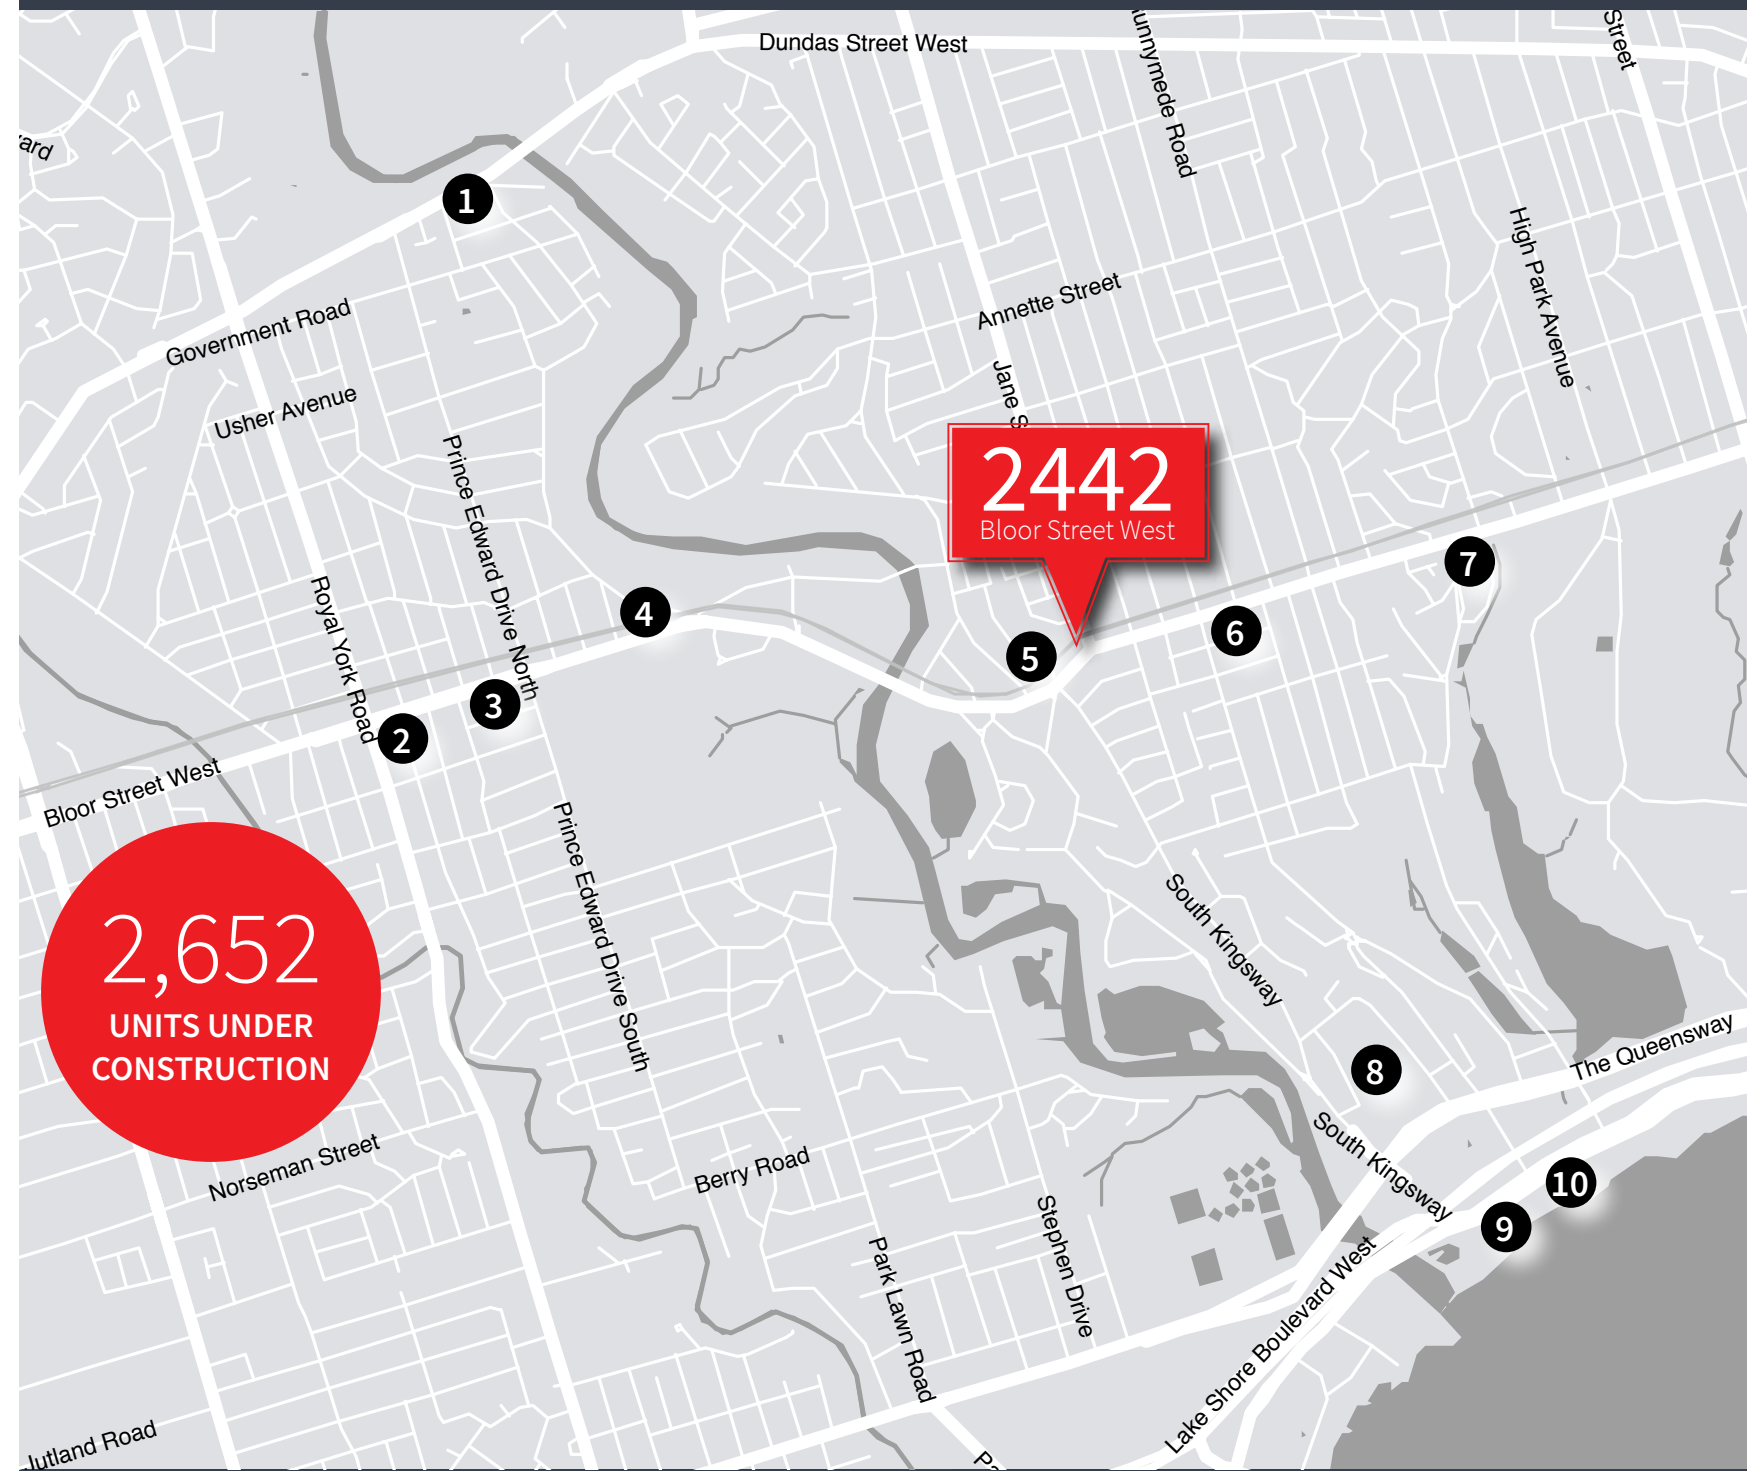 Dundas Street West
unnymede Road
Street
ard
1
High Park Avenue
Annette Street
Government Road
Jane S
Usher Avenue
Prince Edward Drive North
2442
Bloor Street West
7
Royal York Road
4
6
5
3
2
Bloor Street West
Prince Edward Drive South
2,652
UNITS UNDER
CONSTRUCTION
South Kingsway
The Queensway
8
South Kingsway
Norseman Street
Berry Road
10
Stephen Drive
9
Park Lawn Road
Lake Shore Boulevard West
Jutland Road
Pa